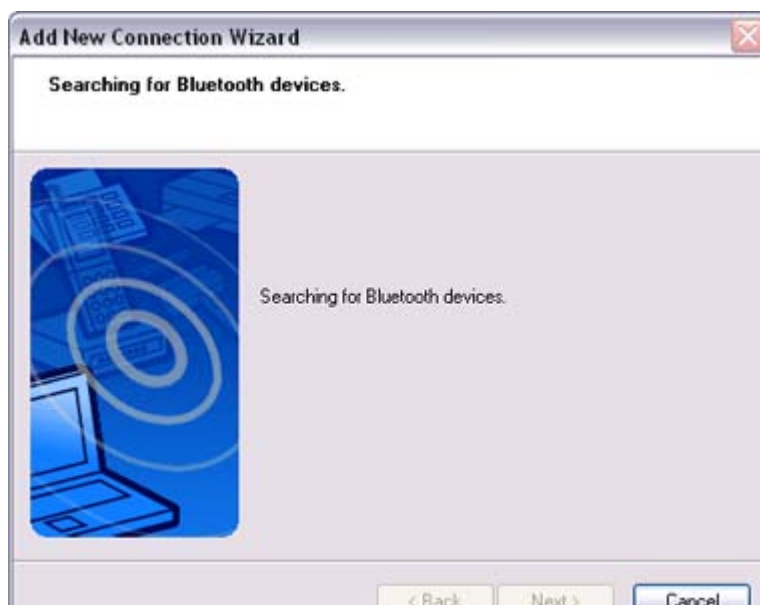 Add New Connection Wizard
Searching for Bluetooth devices.
Searching for Bluetooth devices.
< Back Next > Cancel